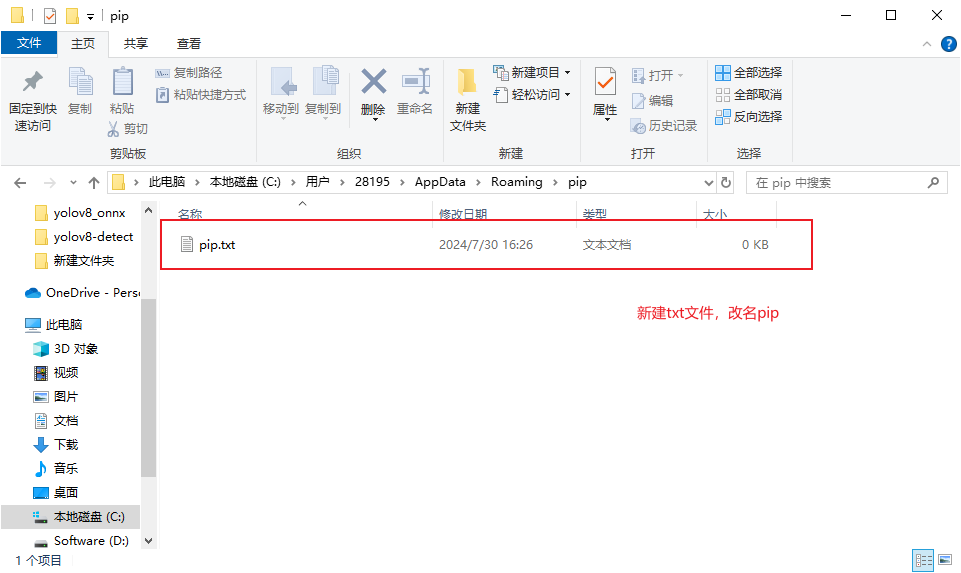 pip
文件 主页 共享 查看
固定到快速访问
复制
粘贴
复制路径
粘贴快捷方式
剪切
剪贴板
移动到
复制到
删除
重命名
组织
新建文件夹
新建项目
轻松访问
新建
属性
打开
编辑
历史记录
打开
全部选择
全部取消
反向选择
选择
此电脑 > 本地磁盘 (C:) > 用户 > 28195 > AppData > Roaming > pip
在 pip 中搜索
名称 修改日期 类型 大小
pip.txt 2024/7/30 16:26 文本文档 0 KB
新建txt文件，改名pip
yolov8_onnx
yolov8-detect
新建文件夹
OneDrive - Pers
此电脑
3D 对象
视频
图片
文档
下载
音乐
桌面
本地磁盘 (C:)
Software (D:)
1 个项目